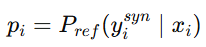 p_i = P_{ref}(y_i^{syn} | x_i)